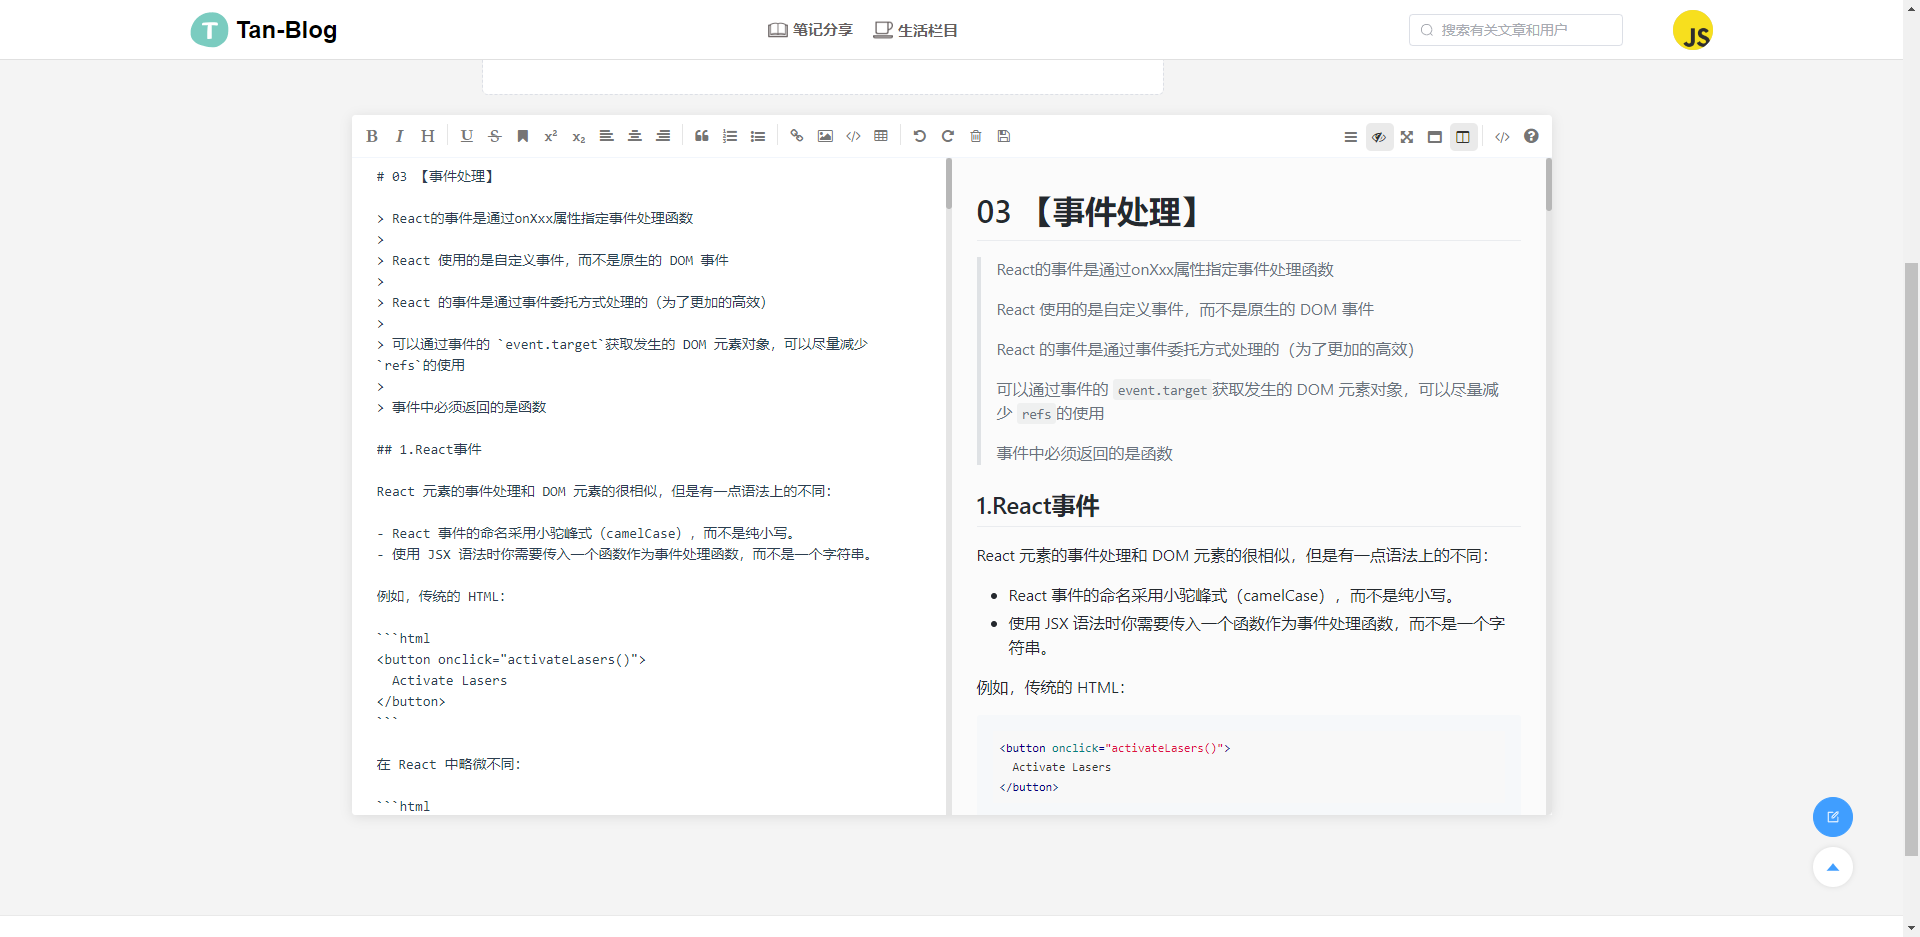 T Tan-Blog
笔记分享 生活栏目
搜索有关文章和用户
JS
# 03 【事件处理】
> React的事件是通过onXxx属性指定事件处理函数
>
> React 使用的是自定义事件，而不是原生的 DOM 事件
>
> React 的事件是通过事件委托方式处理的（为了更加的高效）
>
> 可以通过事件的 `event.target`获取发生的 DOM 元素对象，可以尽量减少
`refs`的使用
>
> 事件中必须返回的是函数
## 1.React事件
React 元素的事件处理和 DOM 元素的很相似，但是有一点语法上的不同：
- React 事件的命名采用小驼峰式（camelCase），而不是纯小写。
- 使用 JSX 语法时你需要传入一个函数作为事件处理函数，而不是一个字符串。
例如，传统的 HTML：
```html
<button onclick="activateLasers()">
  Activate Lasers
</button>
```
在 React 中略微不同：
```html
03 【事件处理】
React的事件是通过onXxx属性指定事件处理函数
React 使用的是自定义事件，而不是原生的 DOM 事件
React 的事件是通过事件委托方式处理的（为了更加的高效）
可以通过事件的 event.target 获取发生的 DOM 元素对象，可以尽量减
少 refs 的使用
事件中必须返回的是函数
1.React事件
React 元素的事件处理和 DOM 元素的很相似，但是有一点语法上的不同：
React 事件的命名采用小驼峰式（camelCase），而不是纯小写。
使用 JSX 语法时你需要传入一个函数作为事件处理函数，而不是一个字
符串。
例如，传统的 HTML：
<button onclick="activateLasers()">
  Activate Lasers
</button>